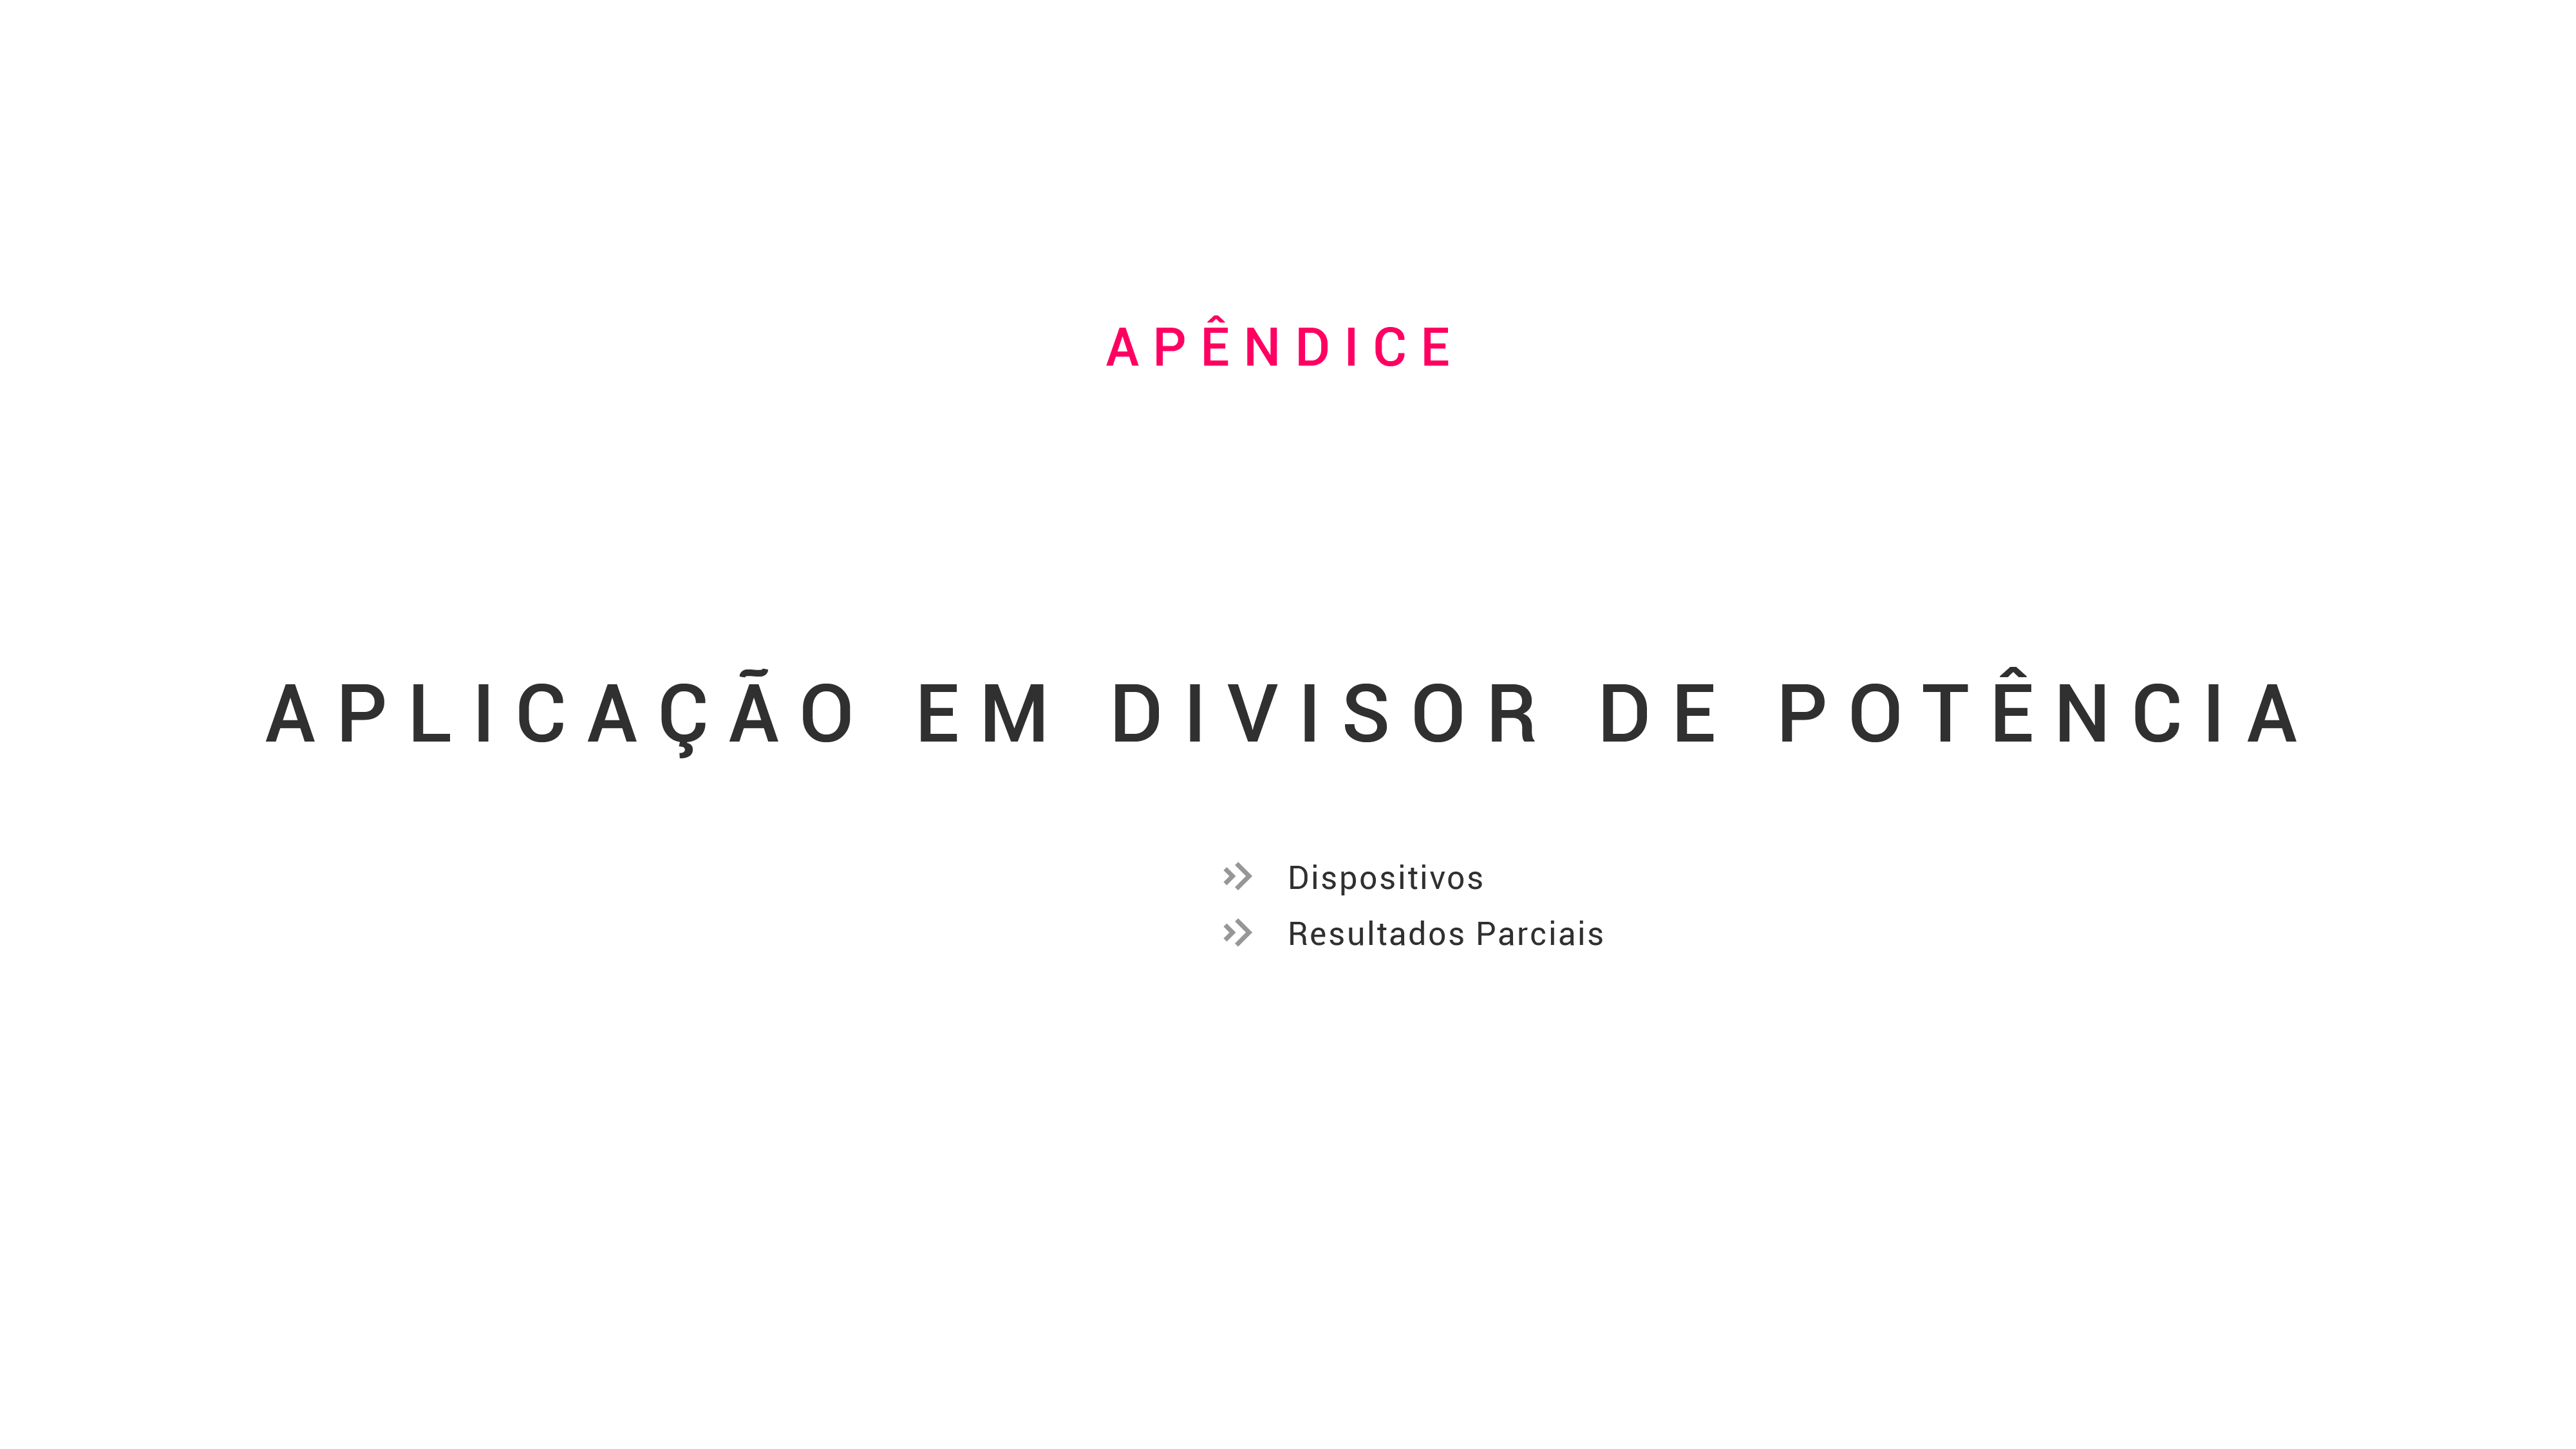 APÊNDICE
APLICAÇÃO EM DIVISOR DE POTÊNCIA
Dispositivos
Resultados Parciais